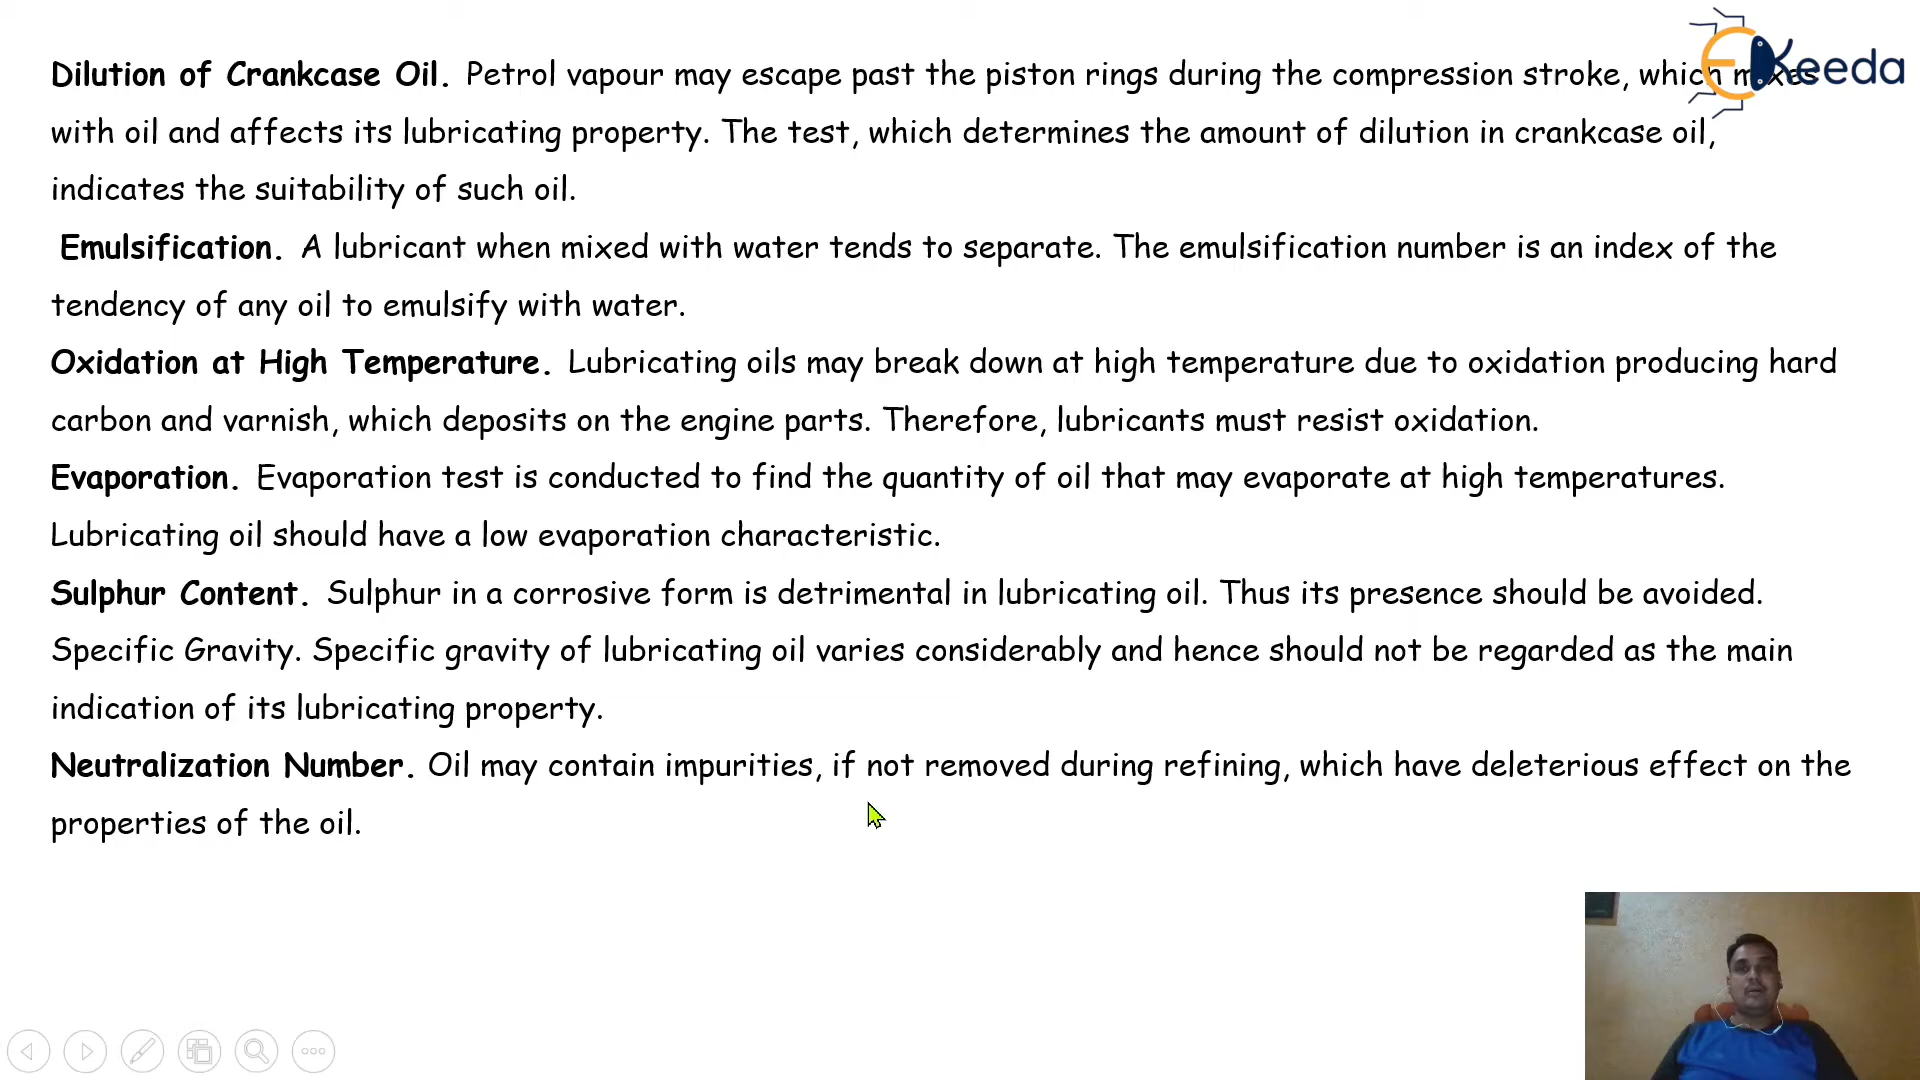 Dilution of Crankcase Oil. Petrol vapour may escape past the piston rings during the compression stroke, which mixes
with oil and affects its lubricating property. The test, which determines the amount of dilution in crankcase oil,
indicates the suitability of such oil.
Emulsification. A lubricant when mixed with water tends to separate. The emulsification number is an index of the
tendency of any oil to emulsify with water.
Oxidation at High Temperature. Lubricating oils may break down at high temperature due to oxidation producing hard
carbon and varnish, which deposits on the engine parts. Therefore, lubricants must resist oxidation.
Evaporation. Evaporation test is conducted to find the quantity of oil that may evaporate at high temperatures.
Lubricating oil should have a low evaporation characteristic.
Sulphur Content. Sulphur in a corrosive form is detrimental in lubricating oil. Thus its presence should be avoided.
Specific Gravity. Specific gravity of lubricating oil varies considerably and hence should not be regarded as the main
indication of its lubricating property.
Neutralization Number. Oil may contain impurities, if not removed during refining, which have deleterious effect on the
properties of the oil.
EKeeda